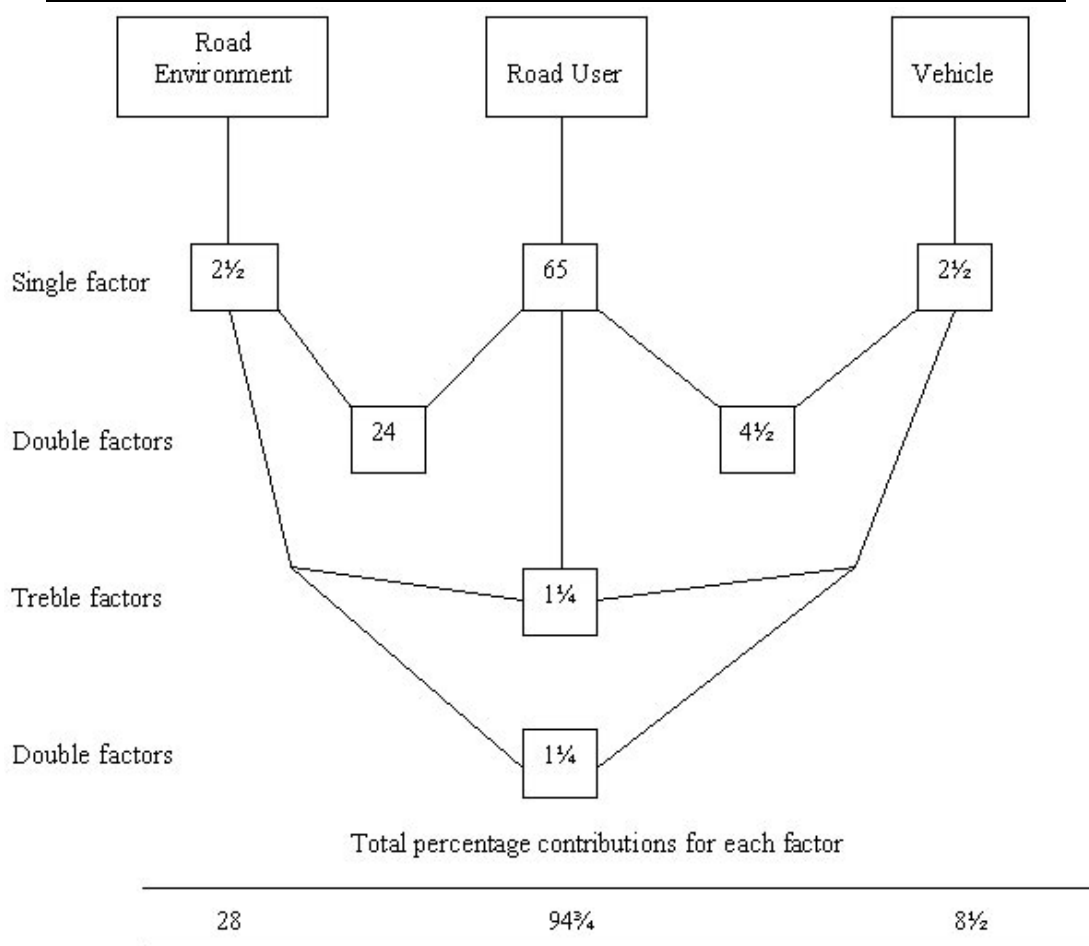 Road
Environment
Road User
Vehicle
Single factor
2½
65
2½
Double factors
24
4½
Treble factors
1¼
Double factors
1¼
Total percentage contributions for each factor
28
94¾
8½